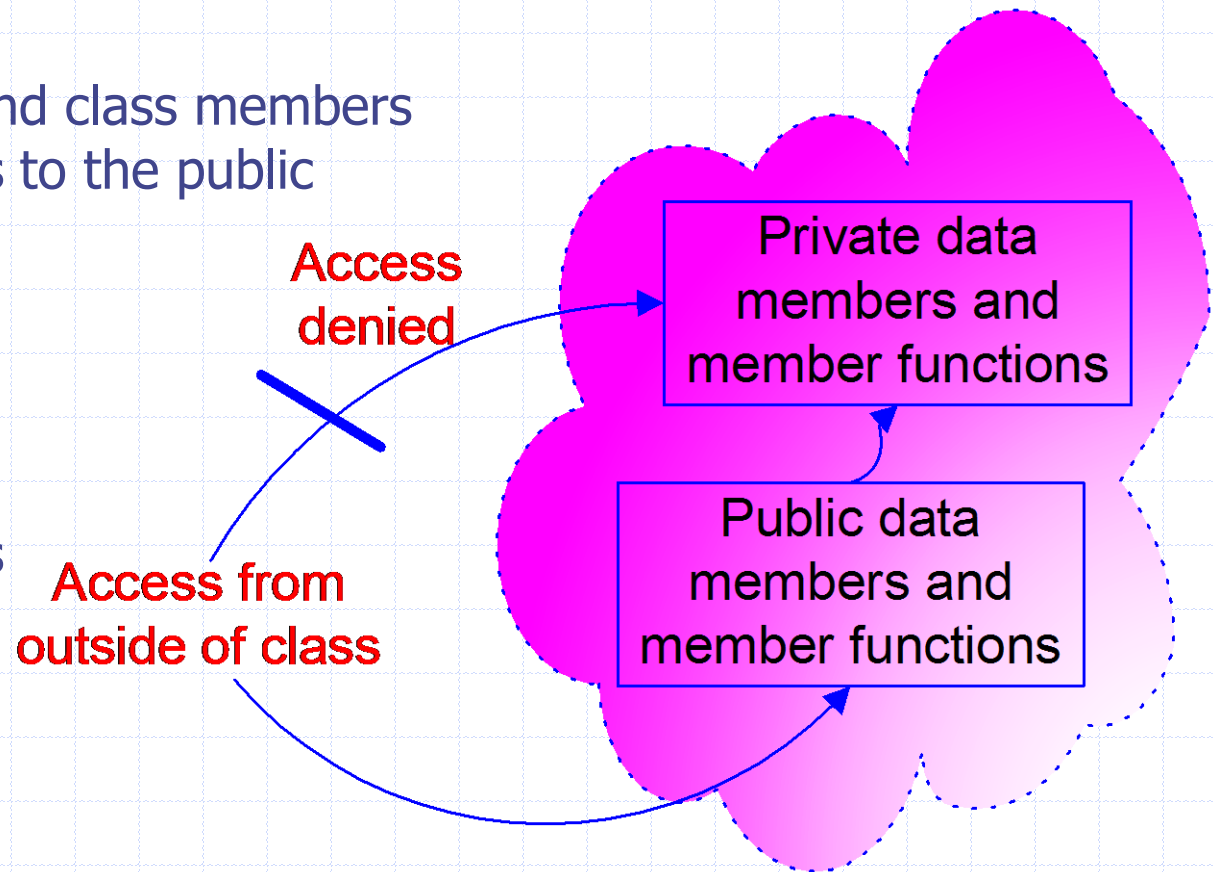 nd class members
s to the public
Access
denied
Private data
members and
member functions
s
Access from
outside of class
Public data
members and
member functions